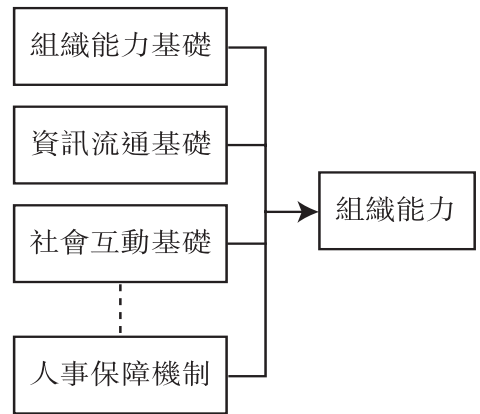 組織能力基礎
資訊流通基礎
組織能力
社會互動基礎
人事保障機制